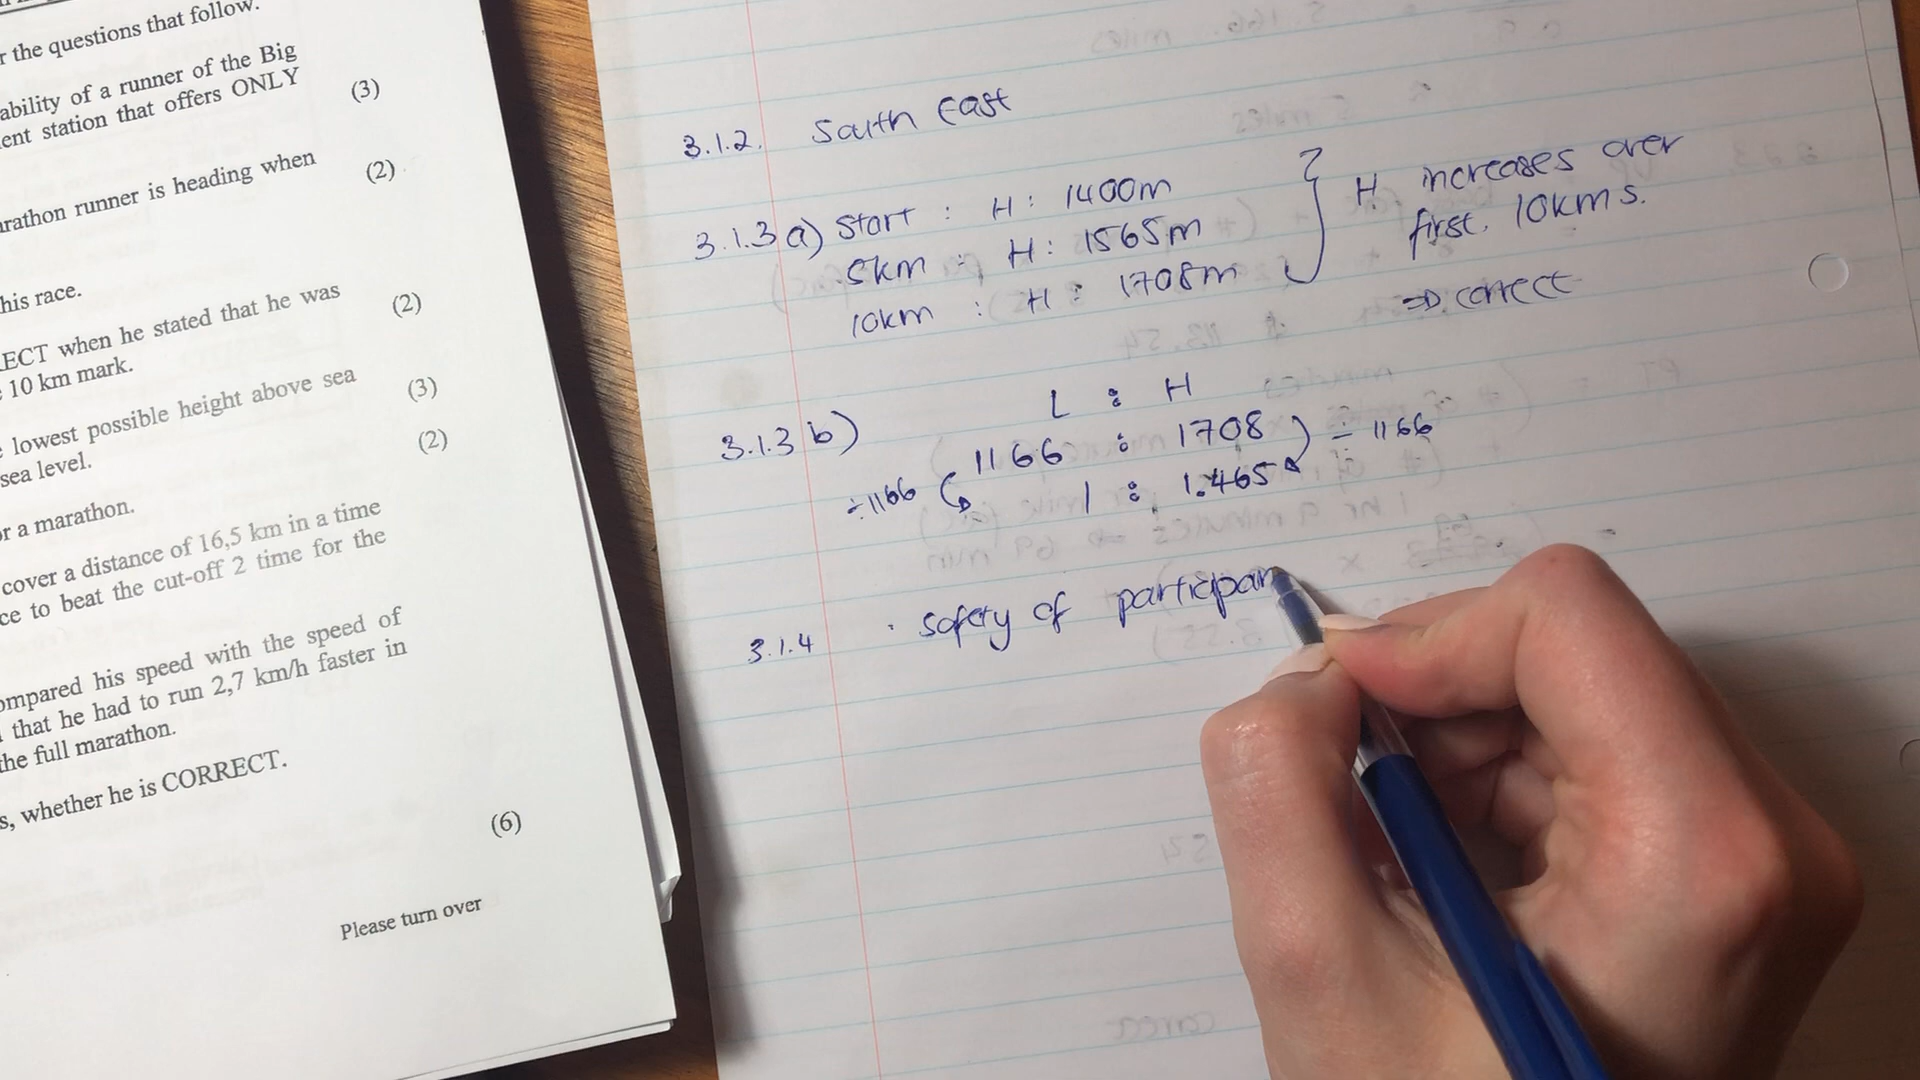 r the questions that follow.
ability of a runner of the Big
ent station that offers ONLY
(3)
arathon runner is heading when
(2)
his race.
ECT when he stated that he was
10 km mark.
(2)
lowest possible height above sea
sea level.
(3)
(2)
or a marathon.
cover a distance of 16,5 km in a time
ce to beat the cut-off 2 time for the
ompared his speed with the speed of
that he had to run 2,7 km/h faster in
the full marathon.
s, whether he is CORRECT.
(6)
Please turn over
3.1.2. South East
3.1.3 a) Start : H : 1400m
5km : H : 1565m
10km : H : 1708m
H increases over
first 10kms.
⇒ correct
3.1.3 b) L : H
1166 : 1708 ÷ 1166
÷1166 1 : 1.465
3.1.4 · safety of participan